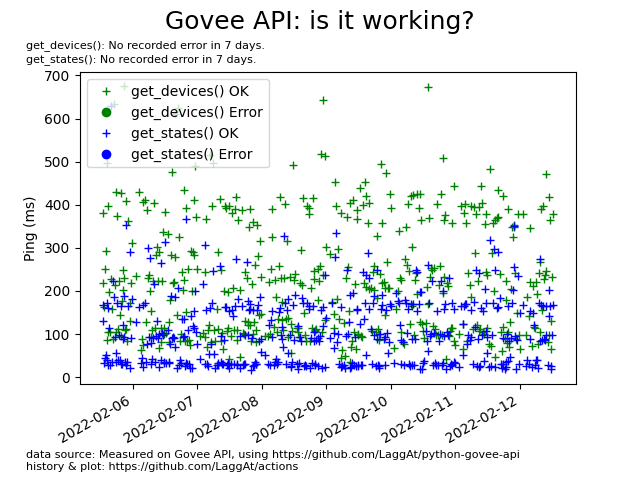 Govee API: is it working?
get_devices(): No recorded error in 7 days.
get_states(): No recorded error in 7 days.
700
600
500
400
300
200
100
0
Ping (ms)
get_devices() OK
get_devices() Error
get_states() OK
get_states() Error
2022-02-06
2022-02-07
2022-02-08
2022-02-09
2022-02-10
2022-02-11
2022-02-12
data source: Measured on Govee API, using https://github.com/LaggAt/python-govee-api
history & plot: https://github.com/LaggAt/actions